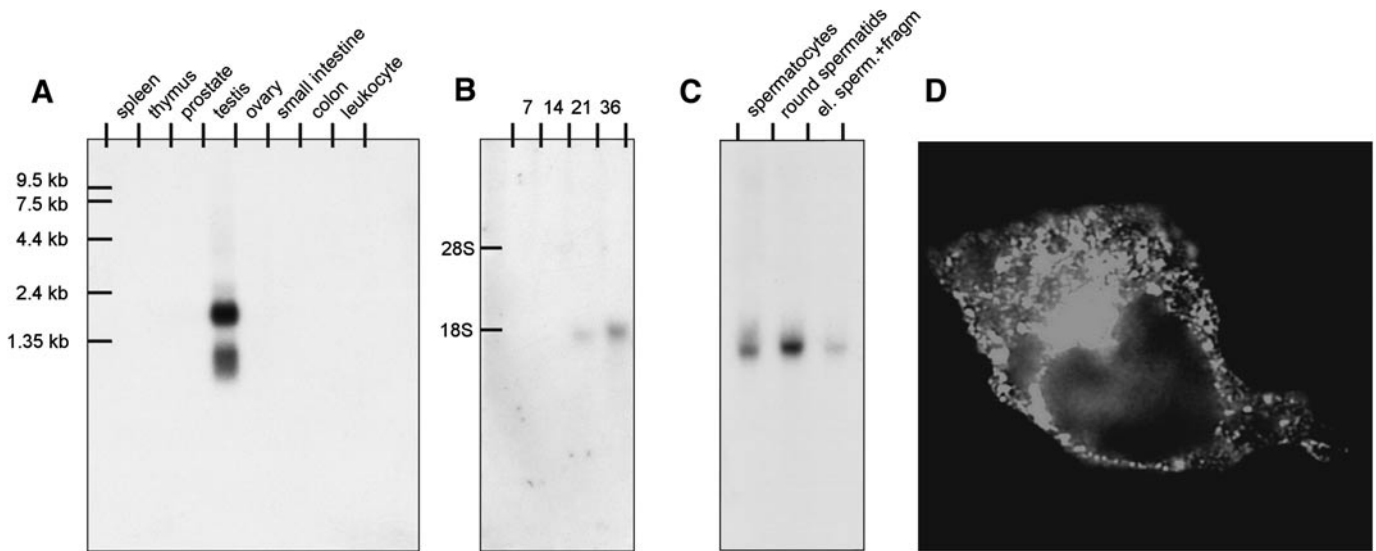 A
spleen
thymus
prostate
testis
ovary
small intestine
colon
leukocyte
9.5 kb
7.5 kb
4.4 kb
2.4 kb
1.35 kb
B
7 14 21 36
28S
18S
C
spermatocytes
round spermatids
el. sperm.+fragm
D